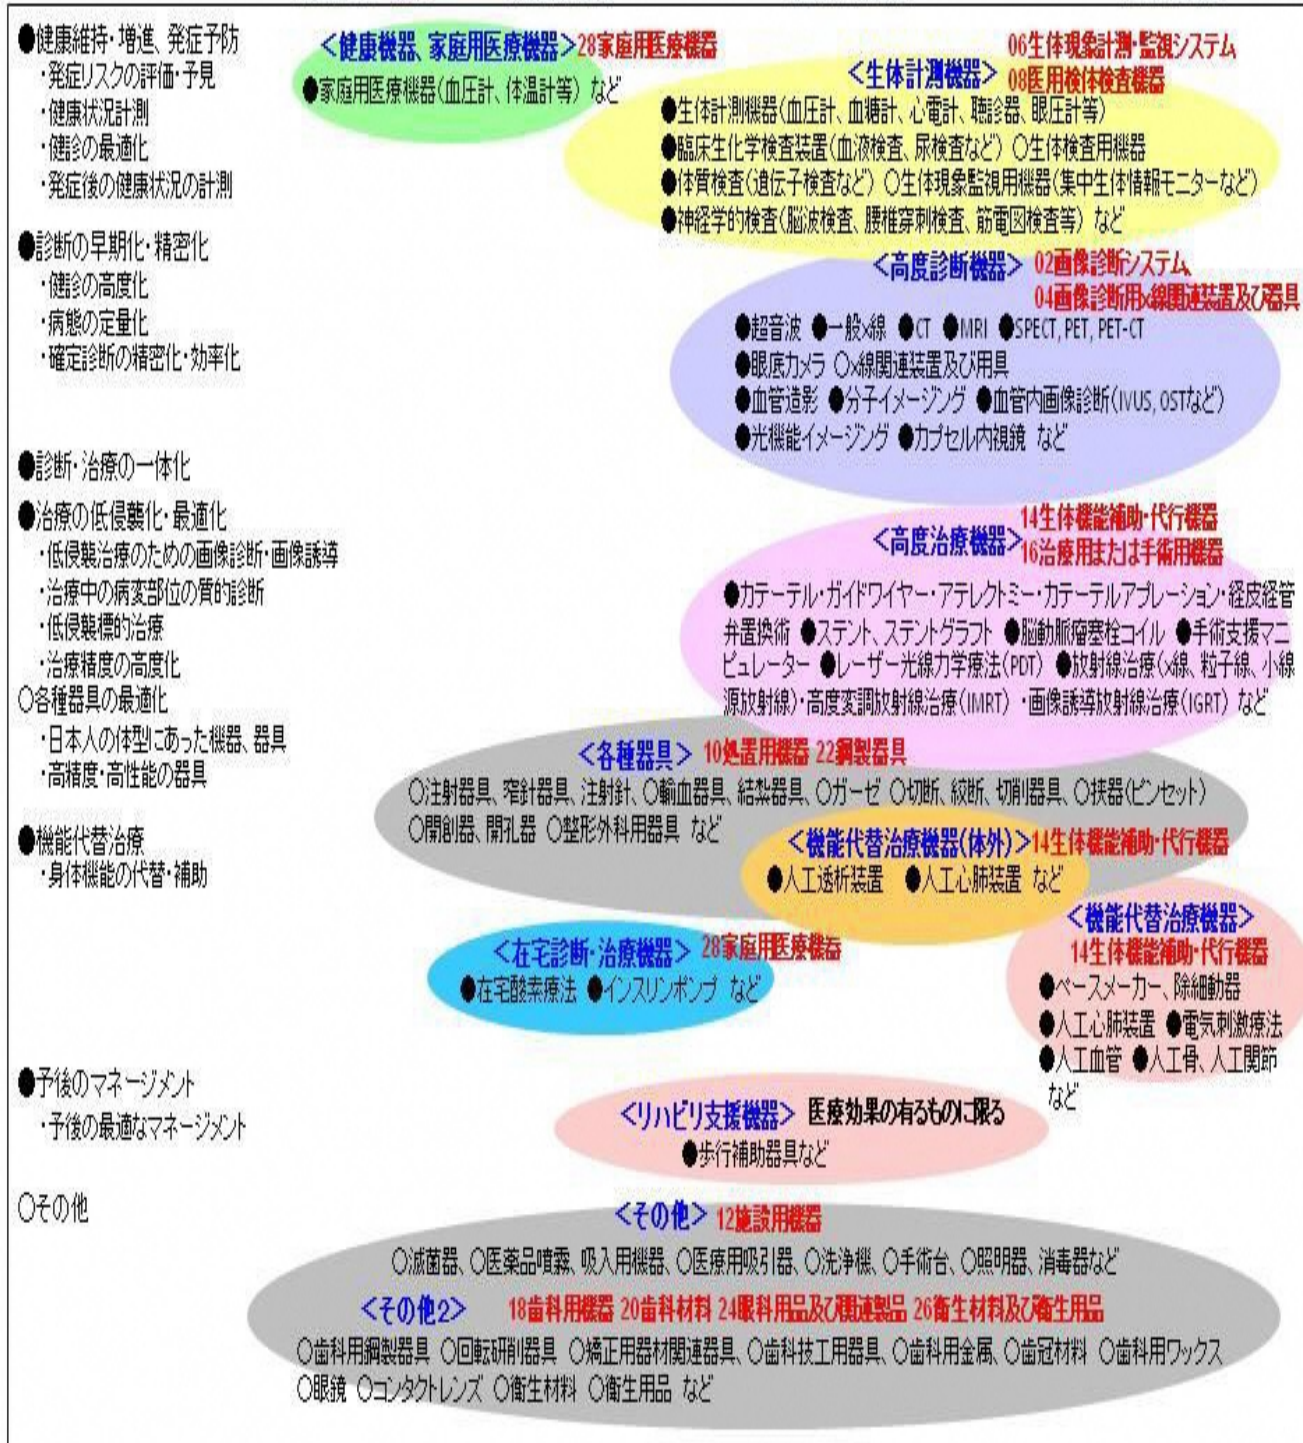 ●健康維持・増進、発症予防
・発症リスクの評価・予見
・健康状況計測
・健診の最適化
・発症後の健康状況の計測
<健康機器、家庭用医療機器>28家庭用医療機器
●家庭用医療機器(血圧計、体温計等) など
06生体現象計測・監視システム
<生体計測機器>
08医用検体検査機器
●生体計測機器(血圧計、血糖計、心電計、聴診器、眼圧計等)
●臨床生化学検査装置(血液検査、尿検査など) ○生体検査用機器
●体質検査(遺伝子検査など) ○生体現象監視用機器(集中生体情報モニターなど)
●神経学的検査(脳波検査、腰椎穿刺検査、筋電図検査等) など
●診断の早期化・精密化
・健診の高度化
・病態の定量化
・確定診断の精密化・効率化
<高度診断機器> 02画像診断システム
04画像診断用x線関連装置及び器具
●超音波 ●一般x線 ●CT ●MRI ●SPECT, PET, PET-CT
●眼底カメラ ○x線関連装置及び用具
●血管造影 ●分子イメージング ●血管内画像診断(IVUS, OSTなど)
●光機能イメージング ●カプセル内視鏡 など
●診断・治療の一体化
●治療の低侵襲化・最適化
・低侵襲治療のための画像診断・画像誘導
・治療中の病変部位の質的診断
・低侵襲標的治療
・治療精度の高度化
14生体機能補助・代行機器
<高度治療機器>
16治療用または手術用機器
●カテーテル・ガイドワイヤー・アテレクトミー・カテーテルアブレーション・経皮経管
弁置換術 ●ステント、ステントグラフト ●脳動脈瘤塞栓コイル ●手術支援マニ
ピュレーター ●レーザー光線力学療法(PDT) ●放射線治療(x線、粒子線、小線
源放射線)・高度変調放射線治療(IMRT) ・画像誘導放射線治療(IGRT) など
○各種器具の最適化
・日本人の体型にあった機器、器具
・高精度・高性能の器具
<各種器具> 10処置用機器 22鋼製器具
○注射器具、穿針器具、注射針、○輸血器具、結紮器具、○ガーゼ ○切断、絞断、切削器具、○挟器(ピンセット)
○開創器、開孔器 ○整形外科用器具 など
●機能代替治療
・身体機能の代替・補助
<機能代替治療機器(体外)>14生体機能補助・代行機器
●人工透析装置 ●人工心肺装置 など
<機能代替治療機器>
14生体機能補助・代行機器
●ペースメーカー、除細動器
●人工心肺装置 ●電気刺激療法
●人工血管 ●人工骨、人工関節
など
<在宅診断・治療機器> 28家庭用医療機器
●在宅酸素療法 ●インスリンポンプ など
●予後のマネージメント
・予後の最適なマネージメント
<リハビリ支援機器> 医療効果の有るものに限る
●歩行補助器具など
○その他
<その他> 12施設用機器
○滅菌器、○医薬品噴霧、吸入用機器、○医療用吸引器、○洗浄機、○手術台、○照明器、消毒器など
<その他2> 18歯科用機器 20歯科材料 24眼科用品及び関連製品 26衛生材料及び衛生用品
○歯科用鋼製器具 ○回転研削器具 ○矯正用器材関連器具、○歯科技工用器具、○歯科用金属、○歯冠材料 ○歯科用ワックス
○眼鏡 ○コンタクトレンズ ○衛生材料 ○衛生用品 など